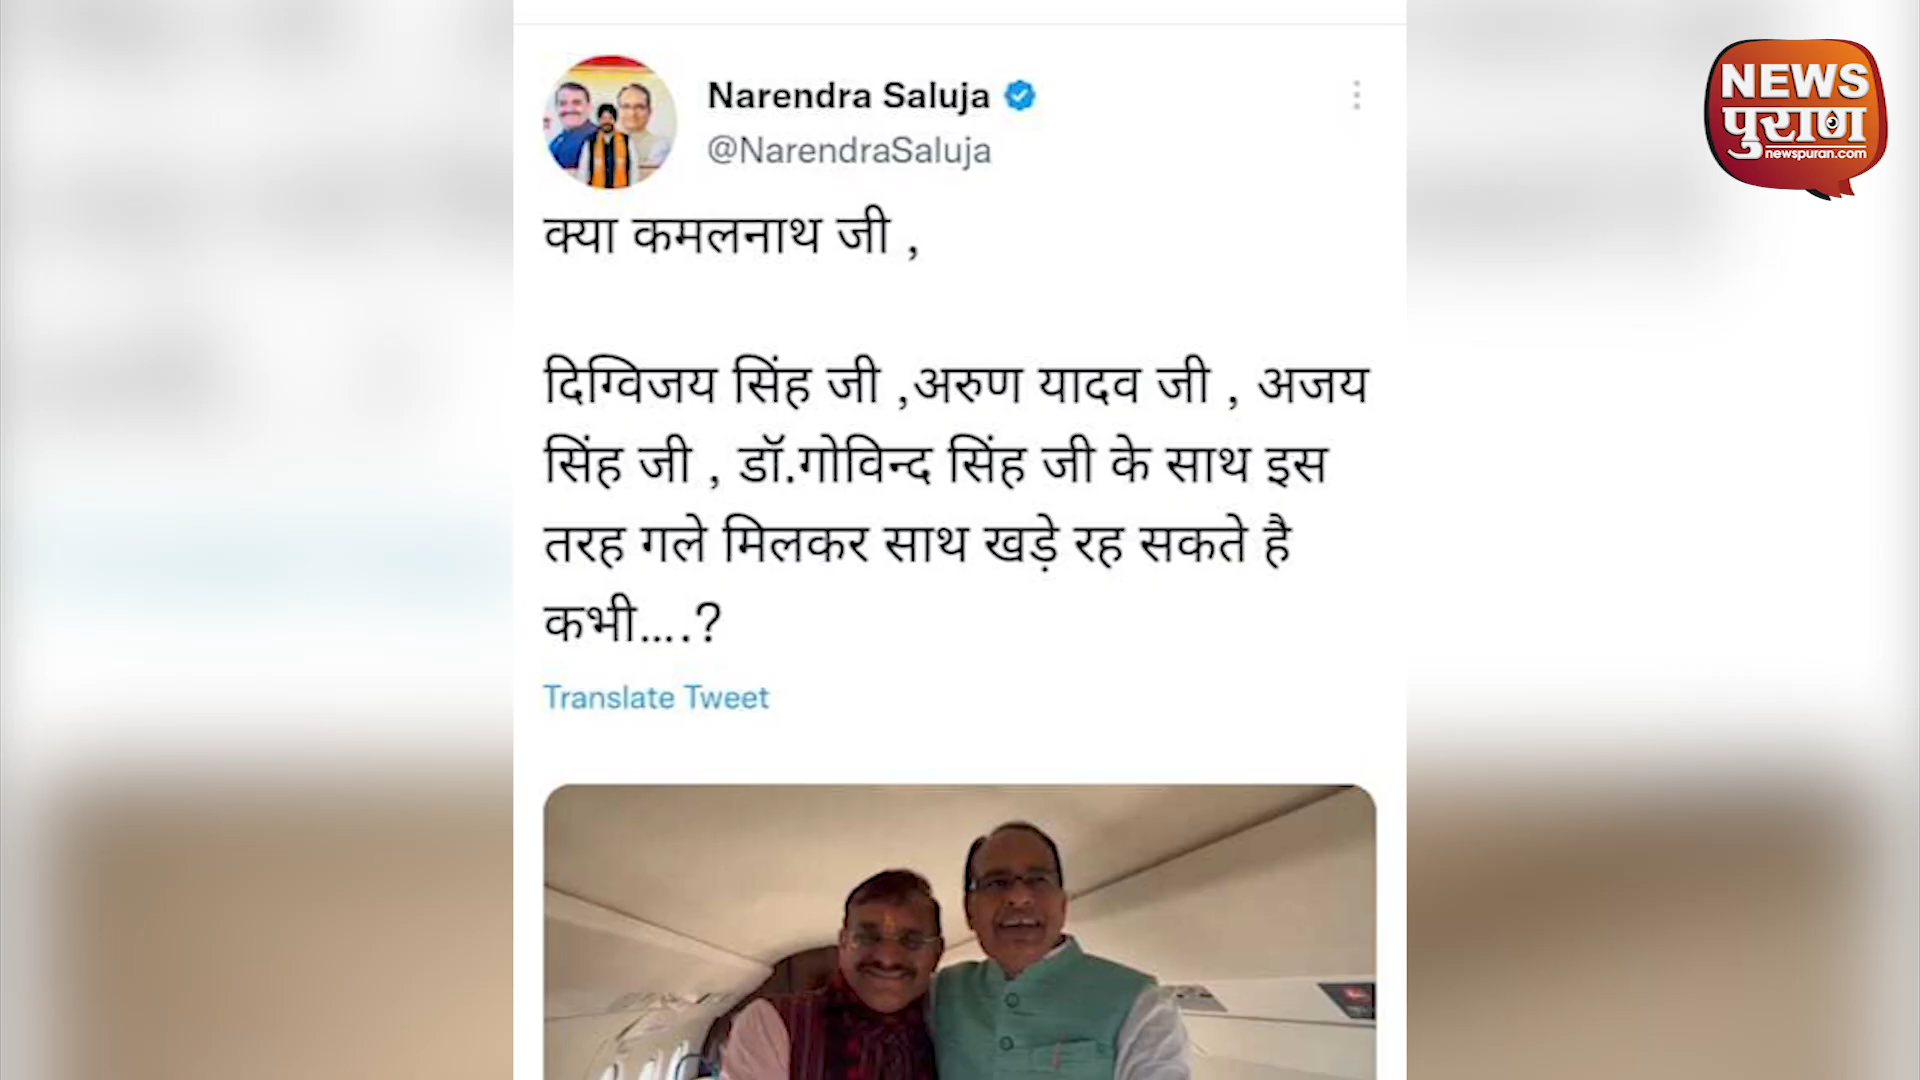 Narendra Saluja
@NarendraSaluja
क्या कमलनाथ जी ,
दिग्विजय सिंह जी ,अरुण यादव जी , अजय
सिंह जी , डॉ.गोविन्द सिंह जी के साथ इस
तरह गले मिलकर साथ खड़े रह सकते है
कभी....?
Translate Tweet
NEWS
पुराण
newspuran.com